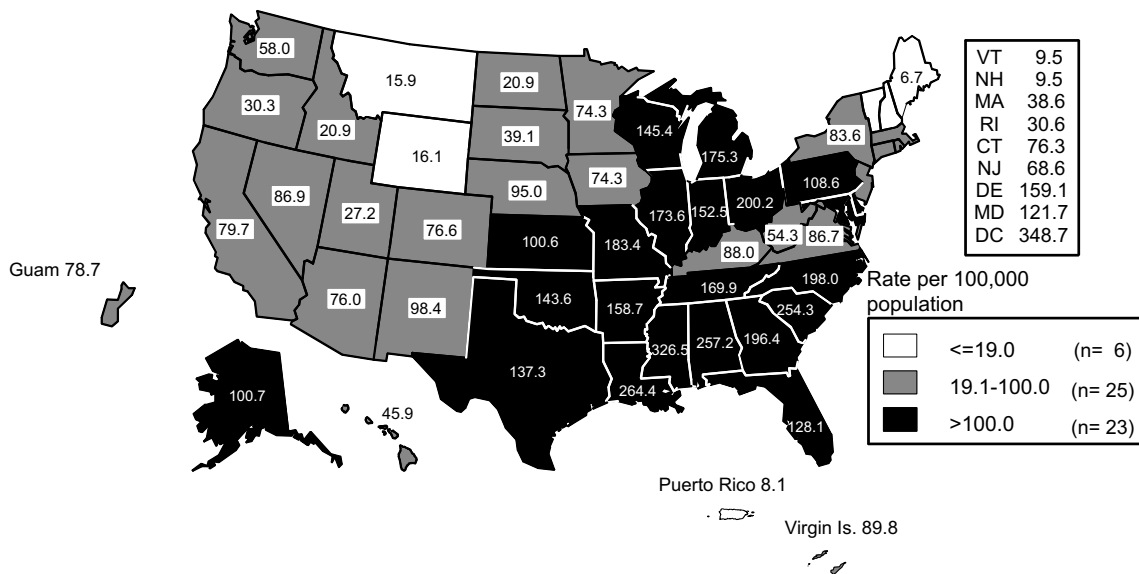 58.0
15.9
20.9
74.3
6.7
30.3
20.9
16.1
39.1
145.4
175.3
83.6
VT 9.5
NH 9.5
MA 38.6
RI 30.6
CT 76.3
NJ 68.6
DE 159.1
MD 121.7
DC 348.7
86.9
27.2
95.0
74.3
173.6
152.5
200.2
108.6
79.7
76.6
100.6
183.4
88.0
54.3
86.7
Guam 78.7
76.0
98.4
143.6
158.7
169.9
198.0
254.3
137.3
264.4
326.5
257.2
196.4
128.1
100.7
45.9
Rate per 100,000
population
<=19.0 (n= 6)
19.1-100.0 (n= 25)
>100.0 (n= 23)
Puerto Rico 8.1
Virgin Is. 89.8